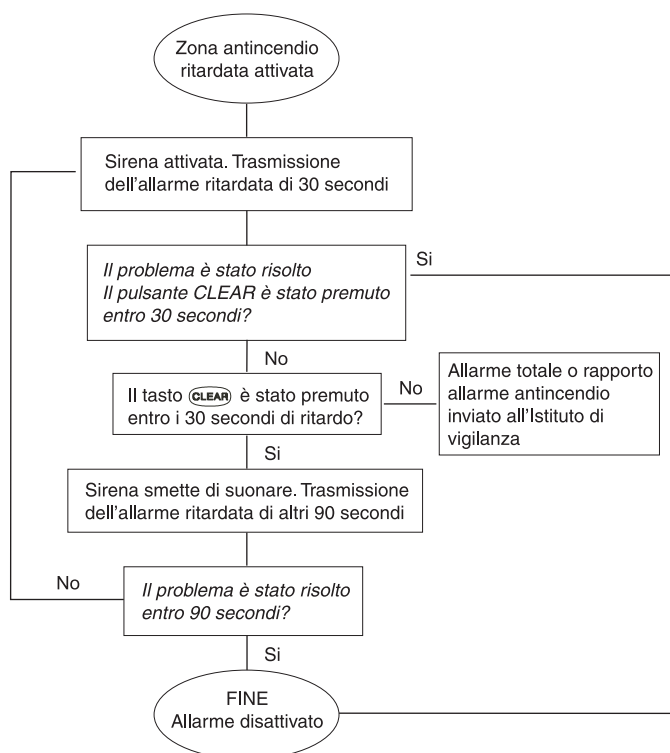 Zona antincendio
ritardata attivata
Sirena attivata. Trasmissione
dell'allarme ritardata di 30 secondi
Il problema è stato risolto
Il pulsante CLEAR è stato premuto
entro 30 secondi?
Si
No
Il tasto CLEAR è stato premuto
entro i 30 secondi di ritardo?
No
Allarme totale o rapporto
allarme antincendio
inviato all'Istituto di
vigilanza
Si
Sirena smette di suonare. Trasmissione
dell'allarme ritardata di altri 90 secondi
No
Il problema è stato risolto
entro 90 secondi?
Si
FINE
Allarme disattivato